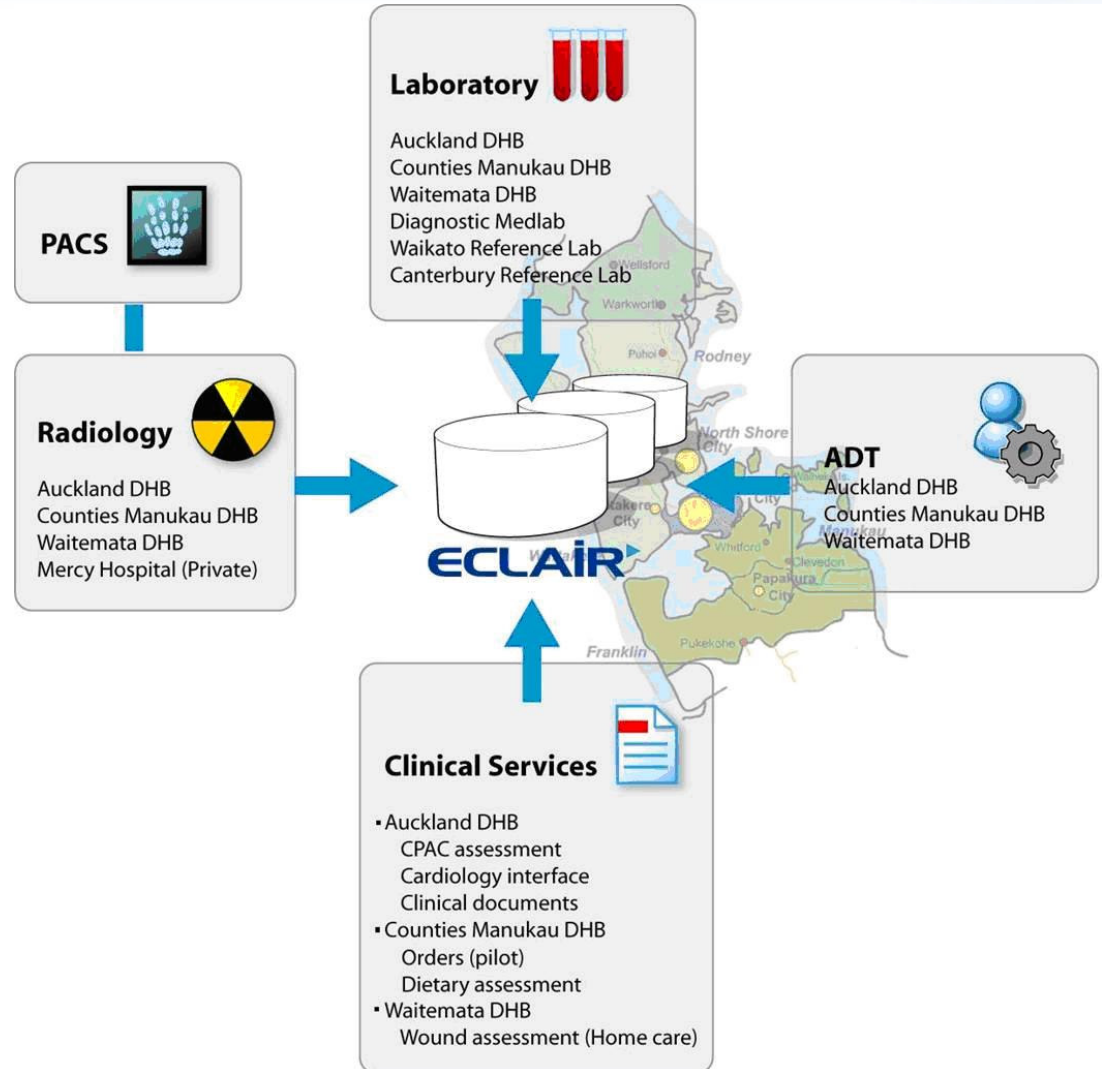 Laboratory
Auckland DHB
Counties Manukau DHB
Waitemata DHB
Diagnostic Medlab
Waikato Reference Lab
Canterbury Reference Lab
PACS
Radiology
Auckland DHB
Counties Manukau DHB
Waitemata DHB
Mercy Hospital (Private)
Wellsford
Warkworth
Puhoi
Rodney
North Shore
City
City
Manukau
Whitford
Clevedon
Papakura
City
Pukekohe
Franklin
ECLAIR
ADT
Auckland DHB
Counties Manukau DHB
Waitemata DHB
Clinical Services
▪ Auckland DHB
CPAC assessment
Cardiology interface
Clinical documents
▪ Counties Manukau DHB
Orders (pilot)
Dietary assessment
▪ Waitemata DHB
Wound assessment (Home care)